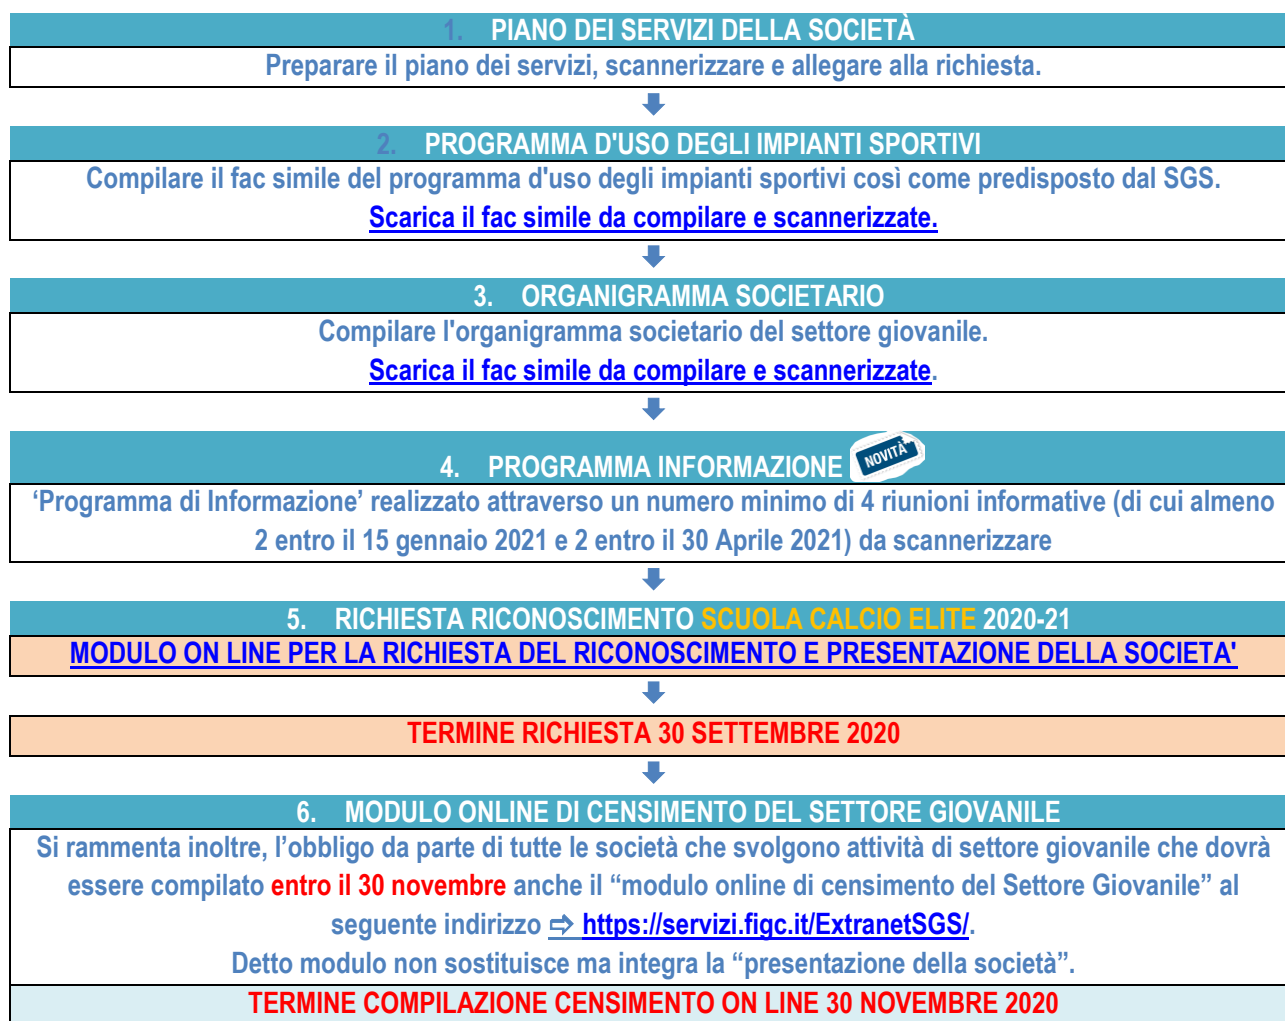 1. PIANO DEI SERVIZI DELLA SOCIETÀ
Preparare il piano dei servizi, scannerizzare e allegare alla richiesta.
2. PROGRAMMA D'USO DEGLI IMPIANTI SPORTIVI
Compilare il fac simile del programma d'uso degli impianti sportivi così come predisposto dal SGS.
Scarica il fac simile da compilare e scannerizzate.
3. ORGANIGRAMMA SOCIETARIO
Compilare l'organigramma societario del settore giovanile.
Scarica il fac simile da compilare e scannerizzate.
4. PROGRAMMA INFORMAZIONE NOVITÀ
‘Programma di Informazione’ realizzato attraverso un numero minimo di 4 riunioni informative (di cui almeno
2 entro il 15 gennaio 2021 e 2 entro il 30 Aprile 2021) da scannerizzare
5. RICHIESTA RICONOSCIMENTO SCUOLA CALCIO ELITE 2020-21
MODULO ON LINE PER LA RICHIESTA DEL RICONOSCIMENTO E PRESENTAZIONE DELLA SOCIETA'
TERMINE RICHIESTA 30 SETTEMBRE 2020
6. MODULO ONLINE DI CENSIMENTO DEL SETTORE GIOVANILE
Si rammenta inoltre, l’obbligo da parte di tutte le società che svolgono attività di settore giovanile che dovrà
essere compilato entro il 30 novembre anche il “modulo online di censimento del Settore Giovanile” al
seguente indirizzo ⇨ https://servizi.figc.it/ExtranetSGS/.
Detto modulo non sostituisce ma integra la “presentazione della società”.
TERMINE COMPILAZIONE CENSIMENTO ON LINE 30 NOVEMBRE 2020